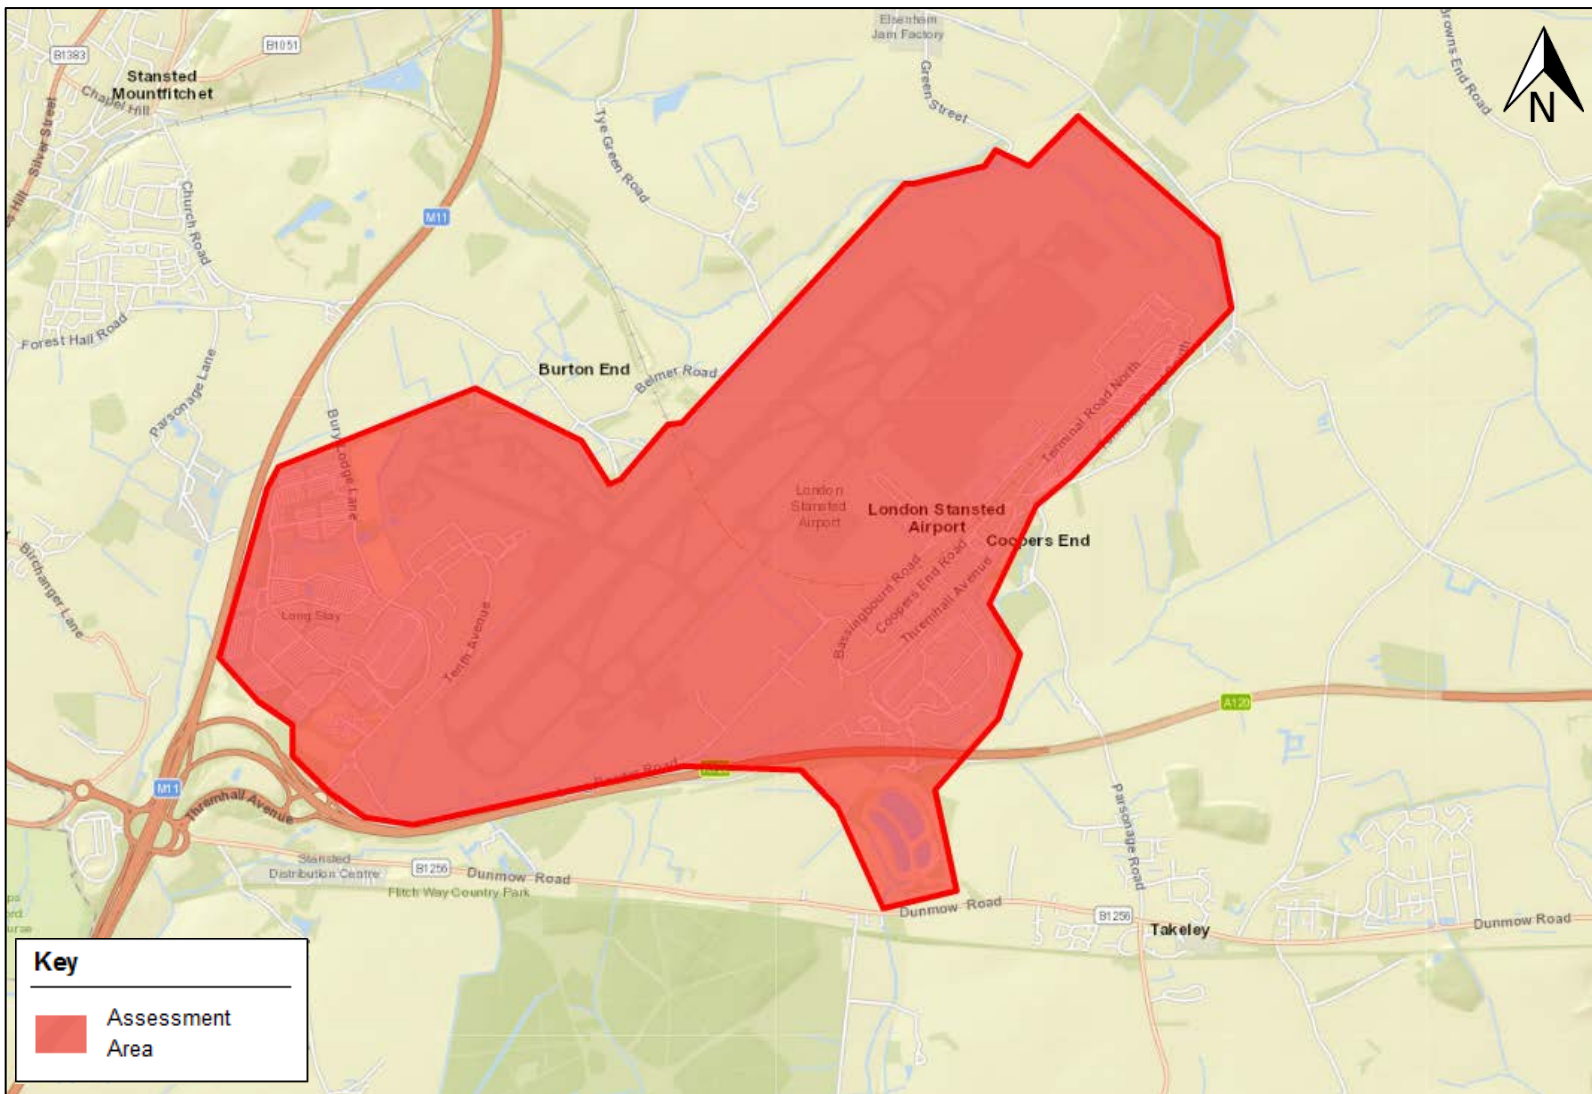 Elsenham
Jam Factory
B1383
B1051
Stansted
Mountfitchet
Chapel Hill
Silver Street
Green Street
Browns End Road
N
Tye Green Road
Church Road
M11
Forest Hall Road
Parsonage Lane
Burton End
Belmer Road
Bury Lodge Lane
Terminal Road North
London
Stansted
Airport
London Stansted
Airport
Coopers End
Birchanger Lane
Long Stay
Tenth Avenue
Bassingbourn Road
Coopers End Road
Thremhall Avenue
A120
Road
M11
Thremhall Avenue
Parsonage Road
Stansted
Distribution Centre
B1256
Dunmow Road
Flitch Way Country Park
Dunmow Road
B1256
Takeley
Dunmow Road
Key
Assessment
Area